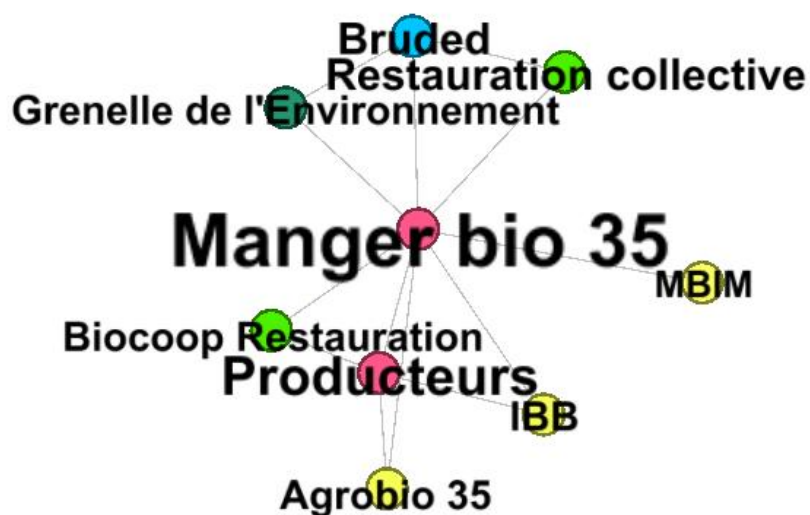 Bruded
Restauration collective
Grenelle de l'Environnement
Manger bio 35
MBIM
Biocoop Restauration
Producteurs
IBB
Agrobio 35